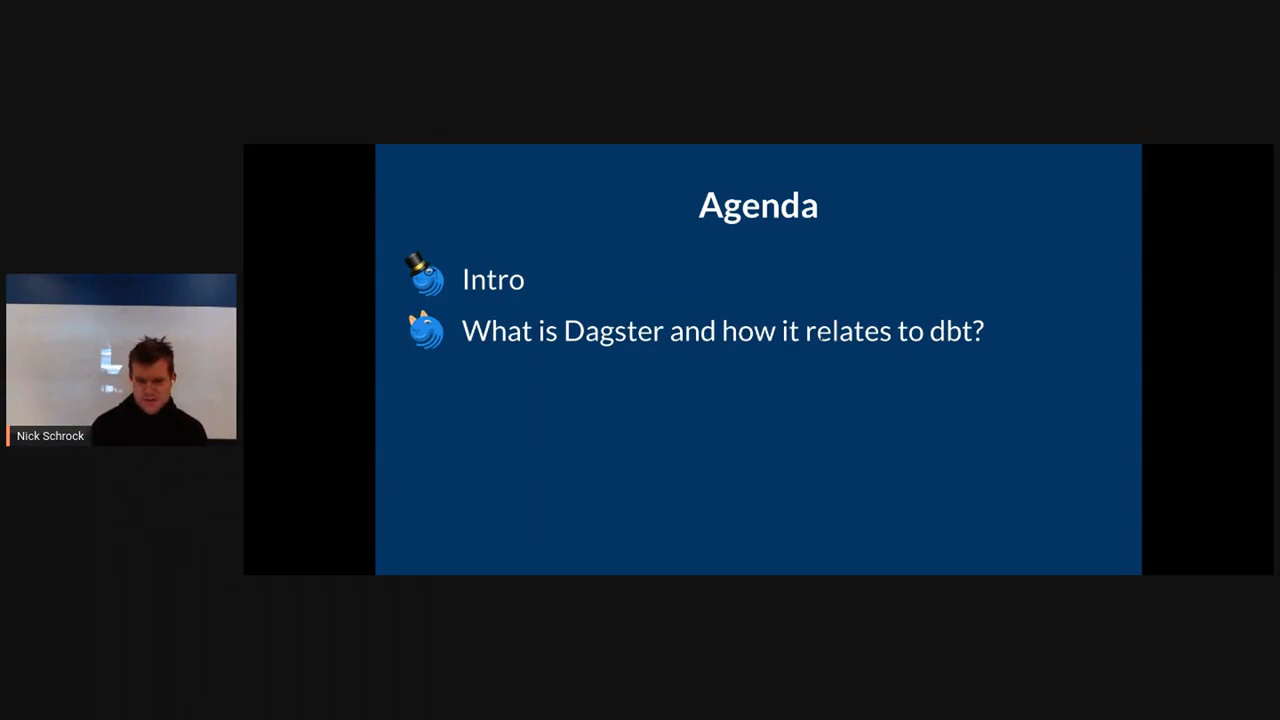 Agenda
Intro
What is Dagster and how it relates to dbt?
Nick Schrock